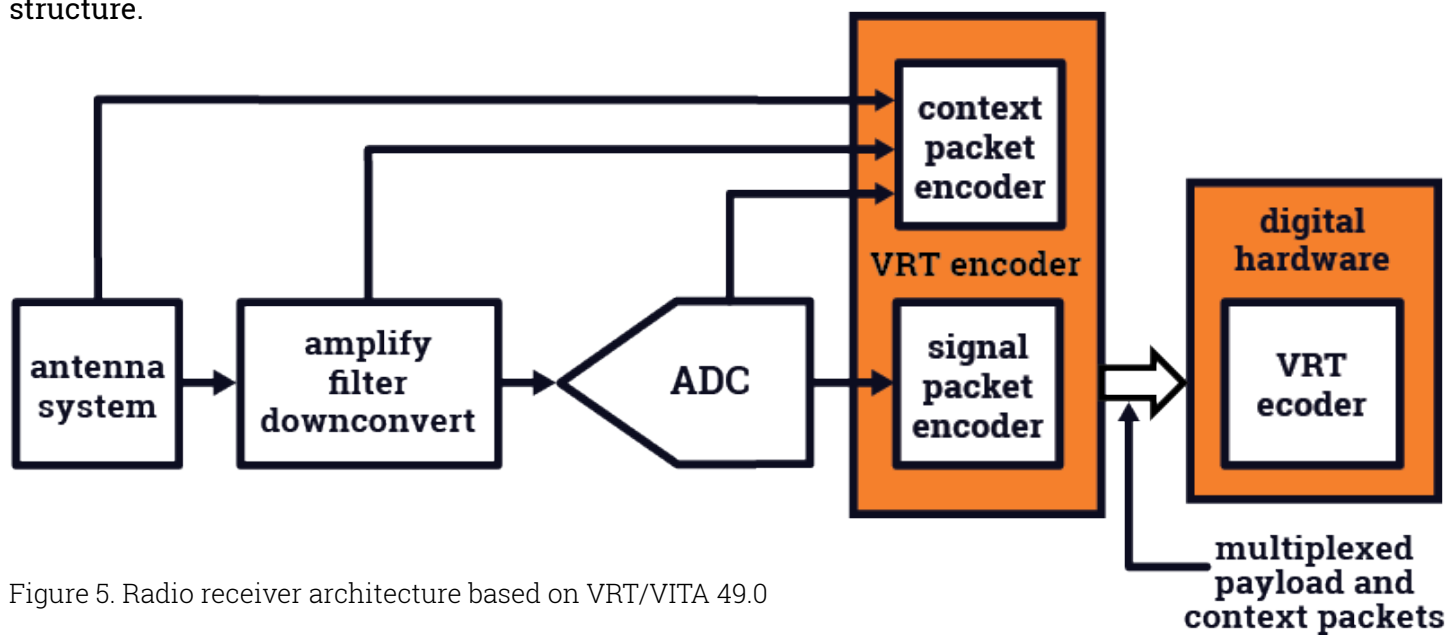 structure.
context
packet
encoder
VRT encoder
digital
hardware
antenna
system
amplify
filter
downconvert
ADC
signal
packet
encoder
VRT
ecoder
multiplexed
payload and
context packets
Figure 5. Radio receiver architecture based on VRT/VITA 49.0